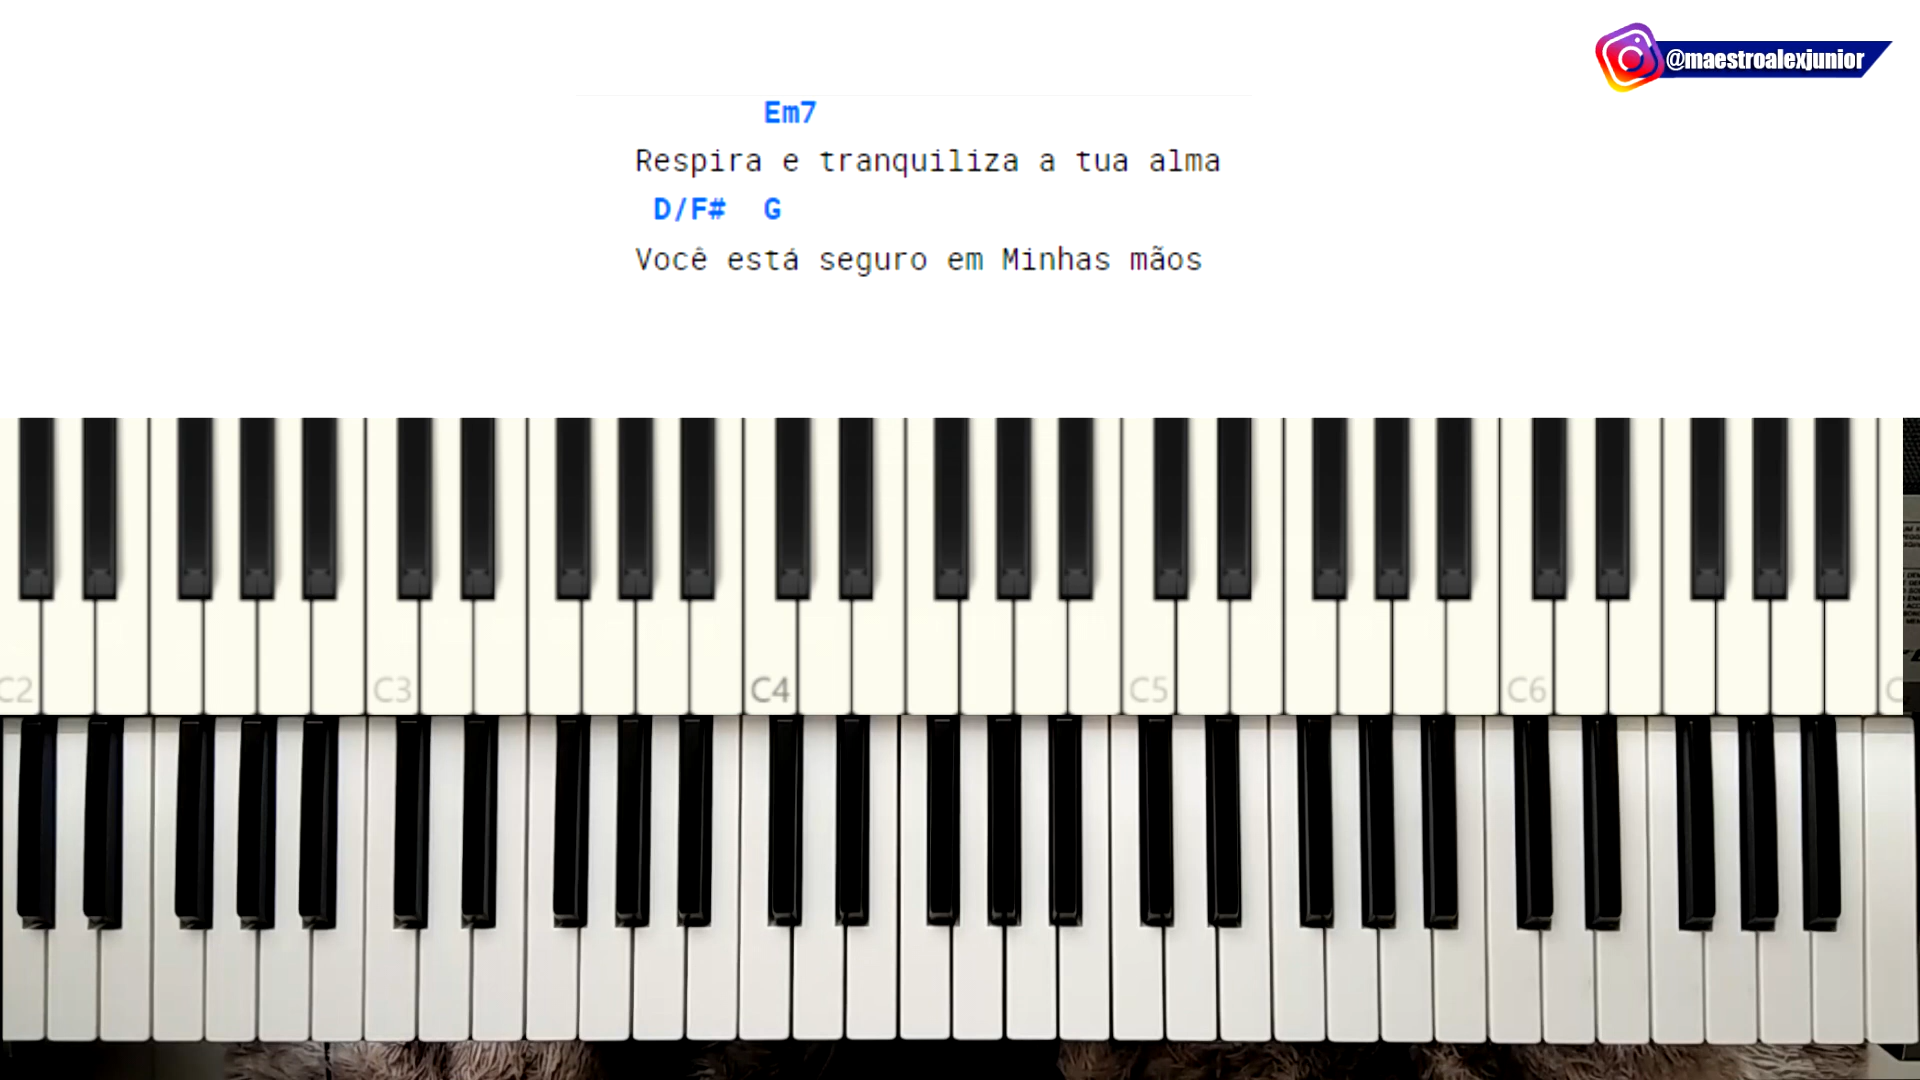 @maestroalexjunior
Em7
Respira e tranquiliza a tua alma
D/F# G
Você está seguro em Minhas mãos
C2 C3 C4 C5 C6 C